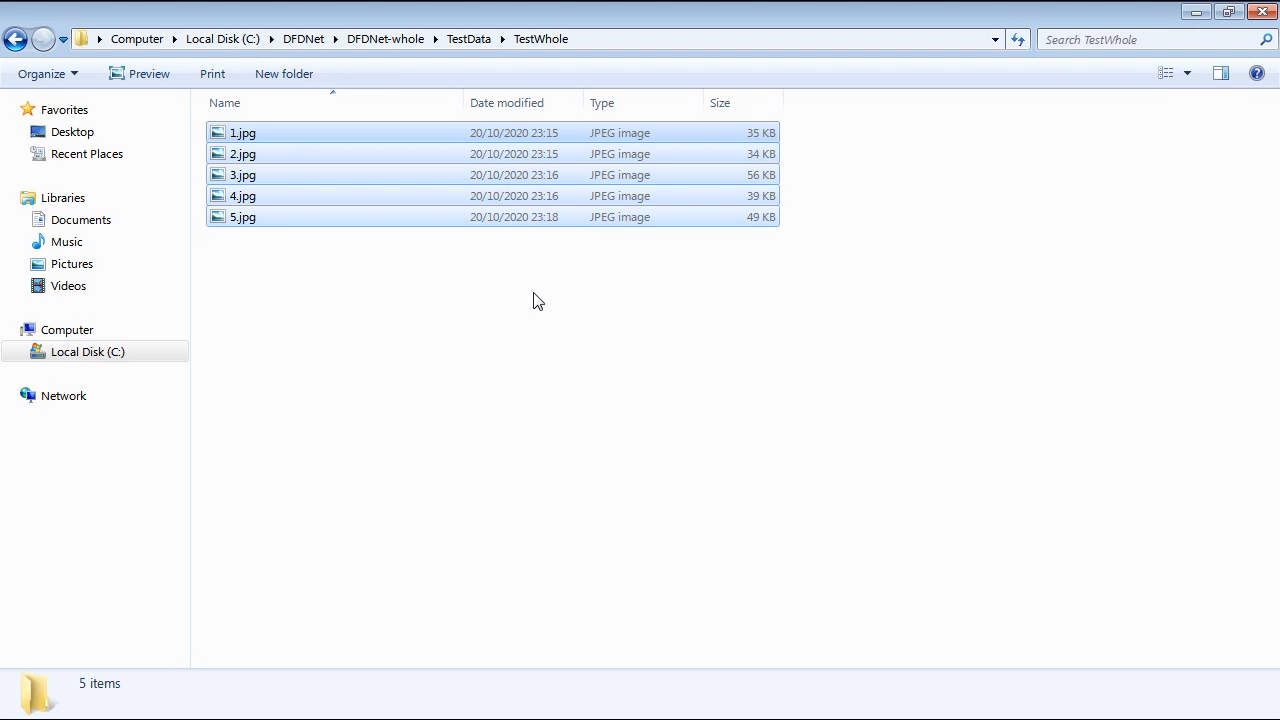 Computer Local Disk (C:) DFDNet DFDNet-whole TestData TestWhole Search TestWhole
Organize Preview Print New folder
Name Date modified Type Size
Favorites
Desktop
Recent Places
Libraries
Documents
Music
Pictures
Videos
Computer
Local Disk (C:)
Network
1.jpg 20/10/2020 23:15 JPEG image 35 KB
2.jpg 20/10/2020 23:15 JPEG image 34 KB
3.jpg 20/10/2020 23:16 JPEG image 56 KB
4.jpg 20/10/2020 23:16 JPEG image 39 KB
5.jpg 20/10/2020 23:18 JPEG image 49 KB
5 items